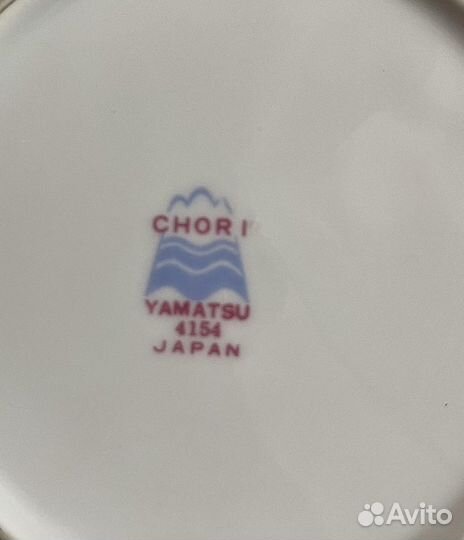 CHORI
YAMATSU
4154
JAPAN
Avito